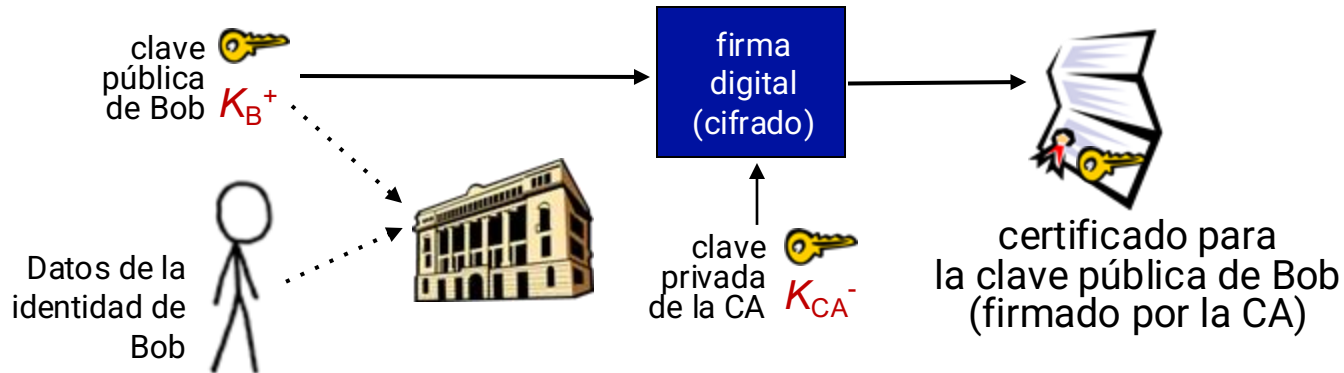 clave
pública
de Bob
K_B^+
firma
digital
(cifrado)
Datos de la
identidad de
Bob
clave
privada
de la CA
K_CA^-
certificado para
la clave pública de Bob
(firmado por la CA)